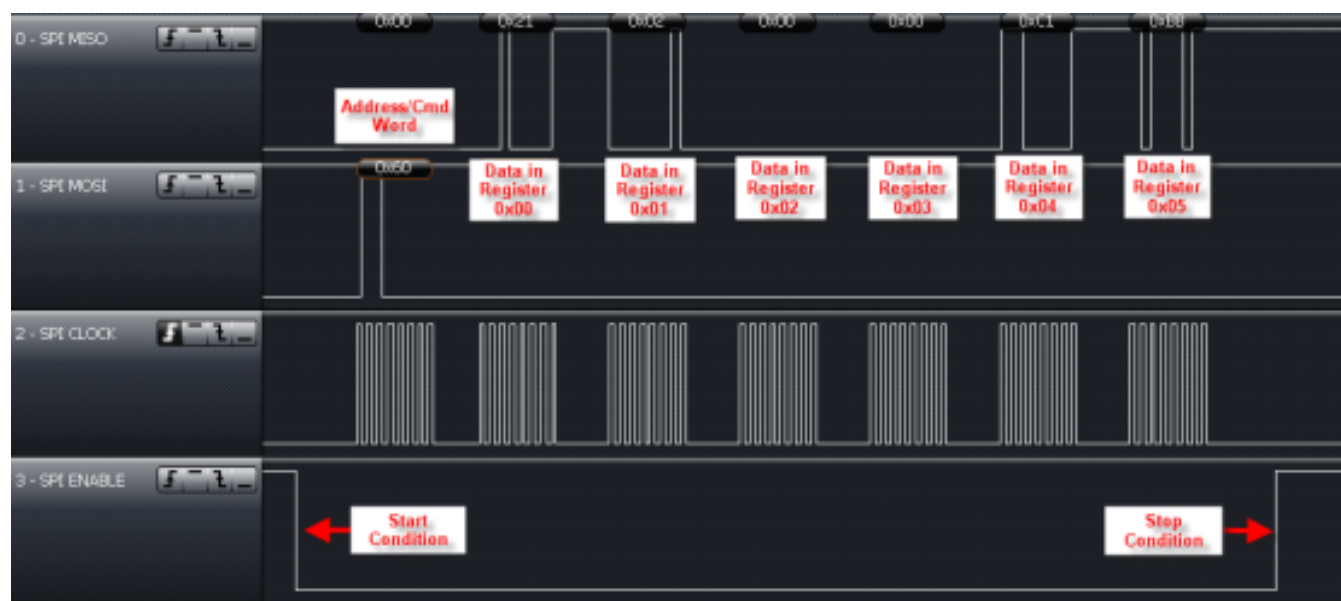 0x00 0x21 0x02 0x00 0x00 0xC1 0xBB
0 - SPI MISO
Address/Cmd
Word
0x60
1 - SPI MOSI
Data in
Register
0x00
Data in
Register
0x01
Data in
Register
0x02
Data in
Register
0x03
Data in
Register
0x04
Data in
Register
0x05
2 - SPI CLOCK
3 - SPI ENABLE
Start
Condition
Stop
Condition